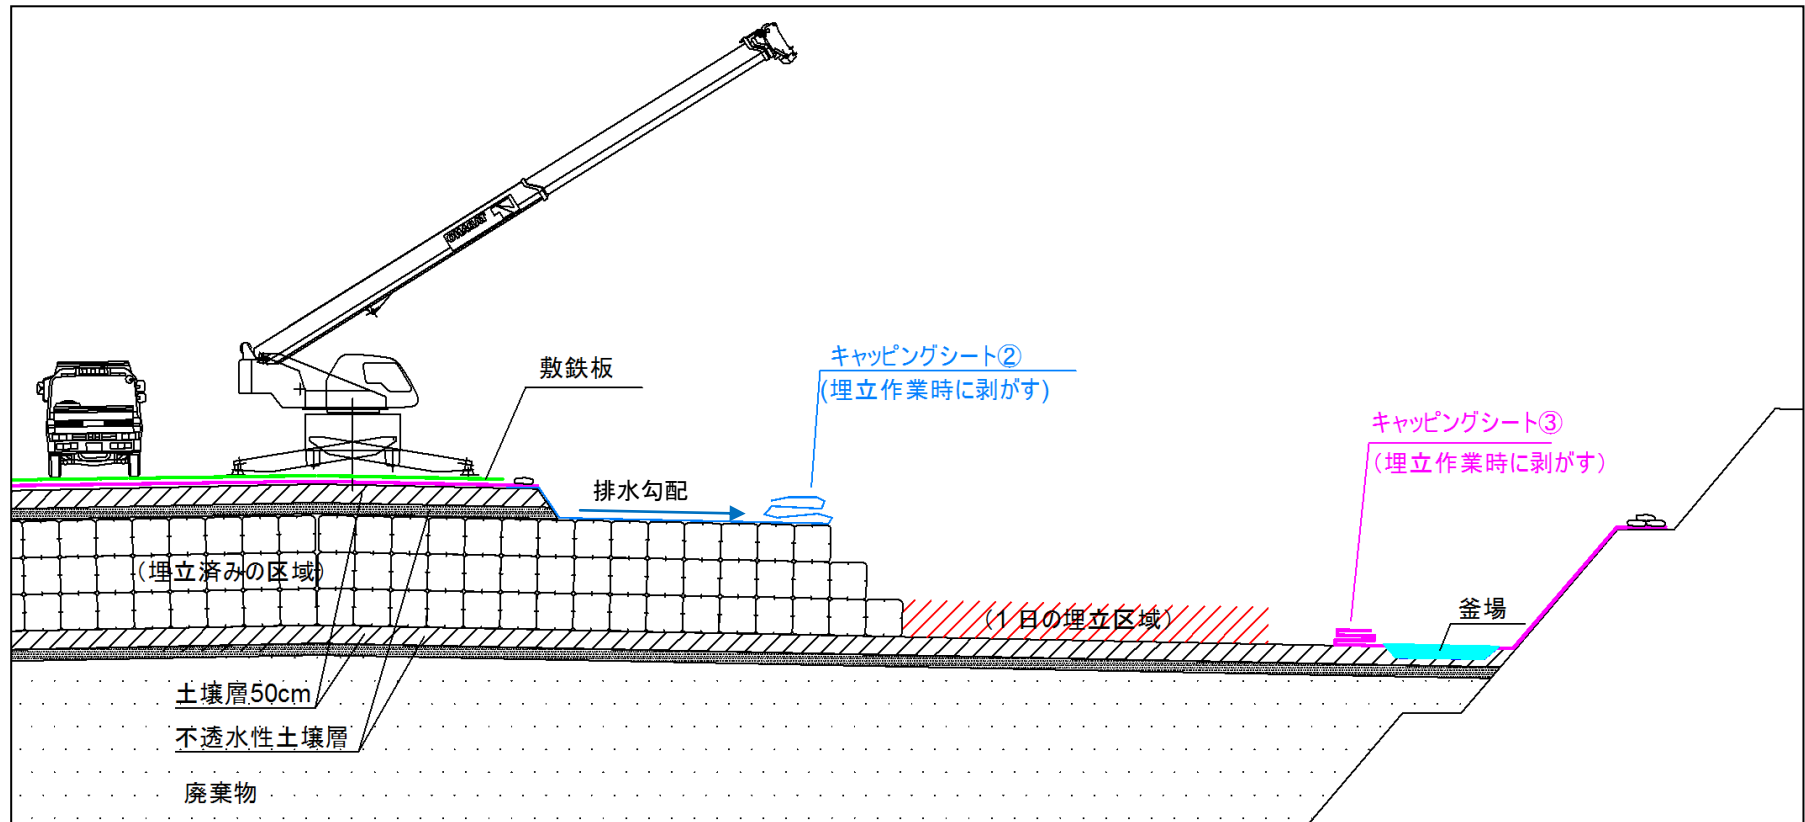 キャッピングシート②
(埋立作業時に剥がす)
敷鉄板
キャッピングシート③
(埋立作業時に剥がす)
排水勾配
(埋立済みの区域)
(1 日の埋立区域)
釜場
土壌層50cm
不透水性土壌層
廃棄物